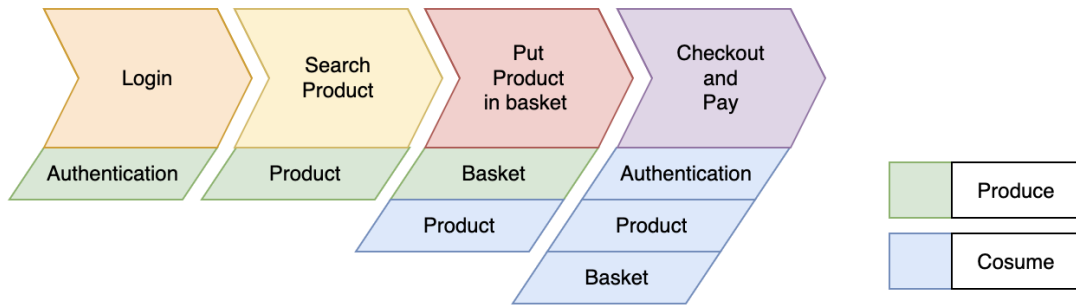 Login
Search
Product
Put
Product
in basket
Checkout
and
Pay
Authentication
Product
Basket
Authentication
Product
Product
Basket
Produce
Cosume